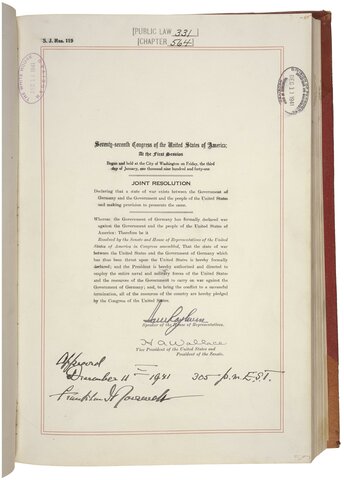 [PUBLIC LAW 331]
[CHAPTER 564]
S. J. Res. 119
Seventy-seventh Congress of the United States of America;
At the First Session
Begun and held at the City of Washington on Friday, the third
day of January, one thousand nine hundred and forty-one
JOINT RESOLUTION
Declaring that a state of war exists between the Government of
Germany and the Government and the people of the United States
and making provision to prosecute the same.
Whereas the Government of Germany has formally declared war
against the Government and the people of the United States of
America: Therefore be it
Resolved by the Senate and House of Representatives of the United
States of America in Congress assembled, That the state of war
between the United States and the Government of Germany which
has thus been thrust upon the United States is hereby formally
declared; and the President is hereby authorized and directed to
employ the entire naval and military forces of the United States
and the resources of the Government to carry on war against the
Government of Germany; and, to bring the conflict to a successful
termination, all of the resources of the country are hereby pledged
by the Congress of the United States.
Sam Rayburn
Speaker of the House of Representatives.
H A Wallace
Vice President of the United States and
President of the Senate.
Approved
December 11th 1941 305 p.m. E.S.T.
Franklin D Roosevelt